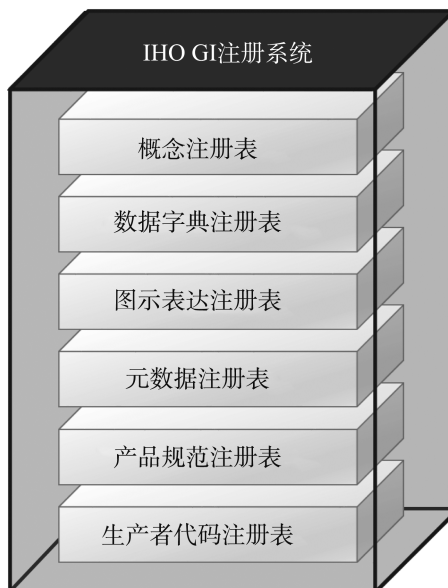 IHO GI注册系统
概念注册表
数据字典注册表
图示表达注册表
元数据注册表
产品规范注册表
生产者代码注册表